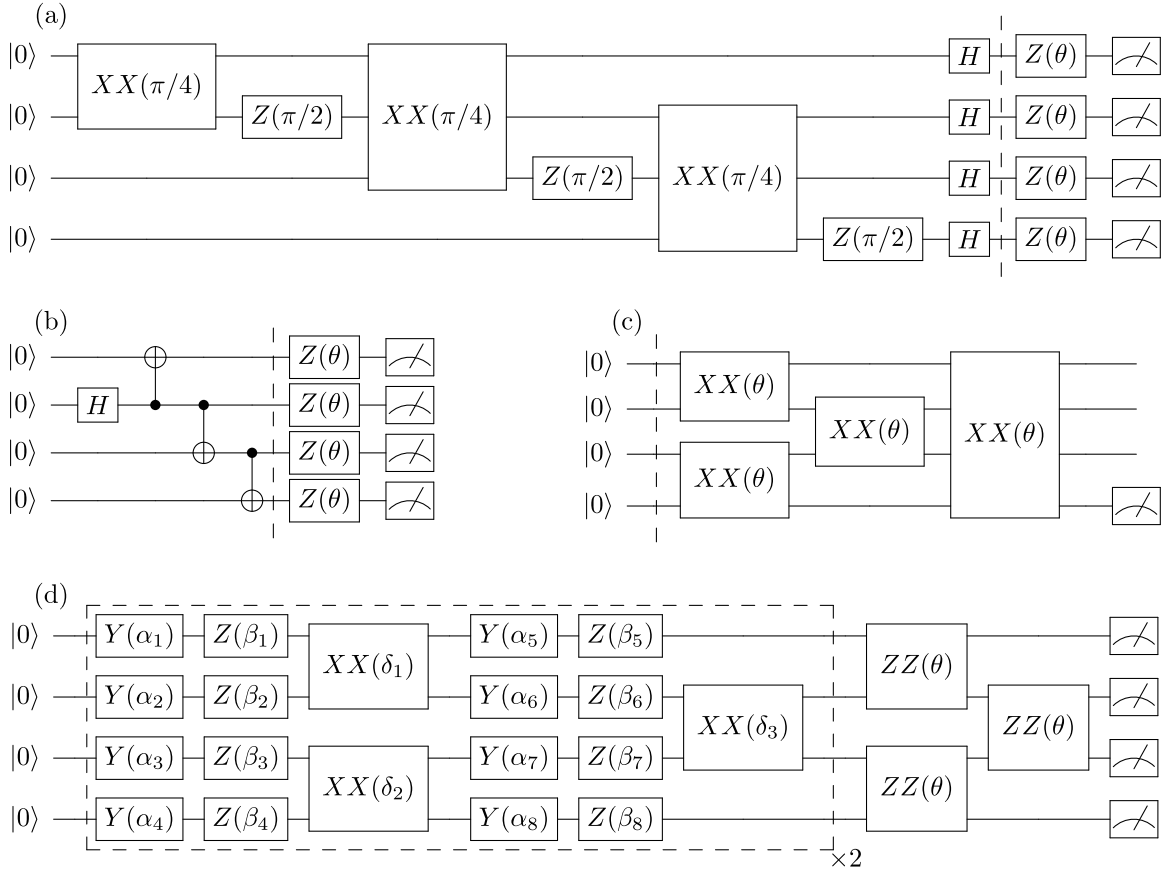 (a)
|0⟩ XX(π/4) H Z(θ)
|0⟩ Z(π/2) XX(π/4) H Z(θ)
|0⟩ Z(π/2) XX(π/4) H Z(θ)
|0⟩ Z(π/2) H Z(θ)
(b)
|0⟩ Z(θ)
|0⟩ H Z(θ)
|0⟩ Z(θ)
|0⟩ Z(θ)
(c)
|0⟩ XX(θ)
|0⟩ XX(θ) XX(θ)
|0⟩ XX(θ)
|0⟩
(d)
|0⟩ Y(α₁) Z(β₁) XX(δ₁) Y(α₅) Z(β₅) ZZ(θ)
|0⟩ Y(α₂) Z(β₂) Y(α₆) Z(β₆) XX(δ₃) ZZ(θ)
|0⟩ Y(α₃) Z(β₃) XX(δ₂) Y(α₇) Z(β₇) ZZ(θ)
|0⟩ Y(α₄) Z(β₄) Y(α₈) Z(β₈)
×2